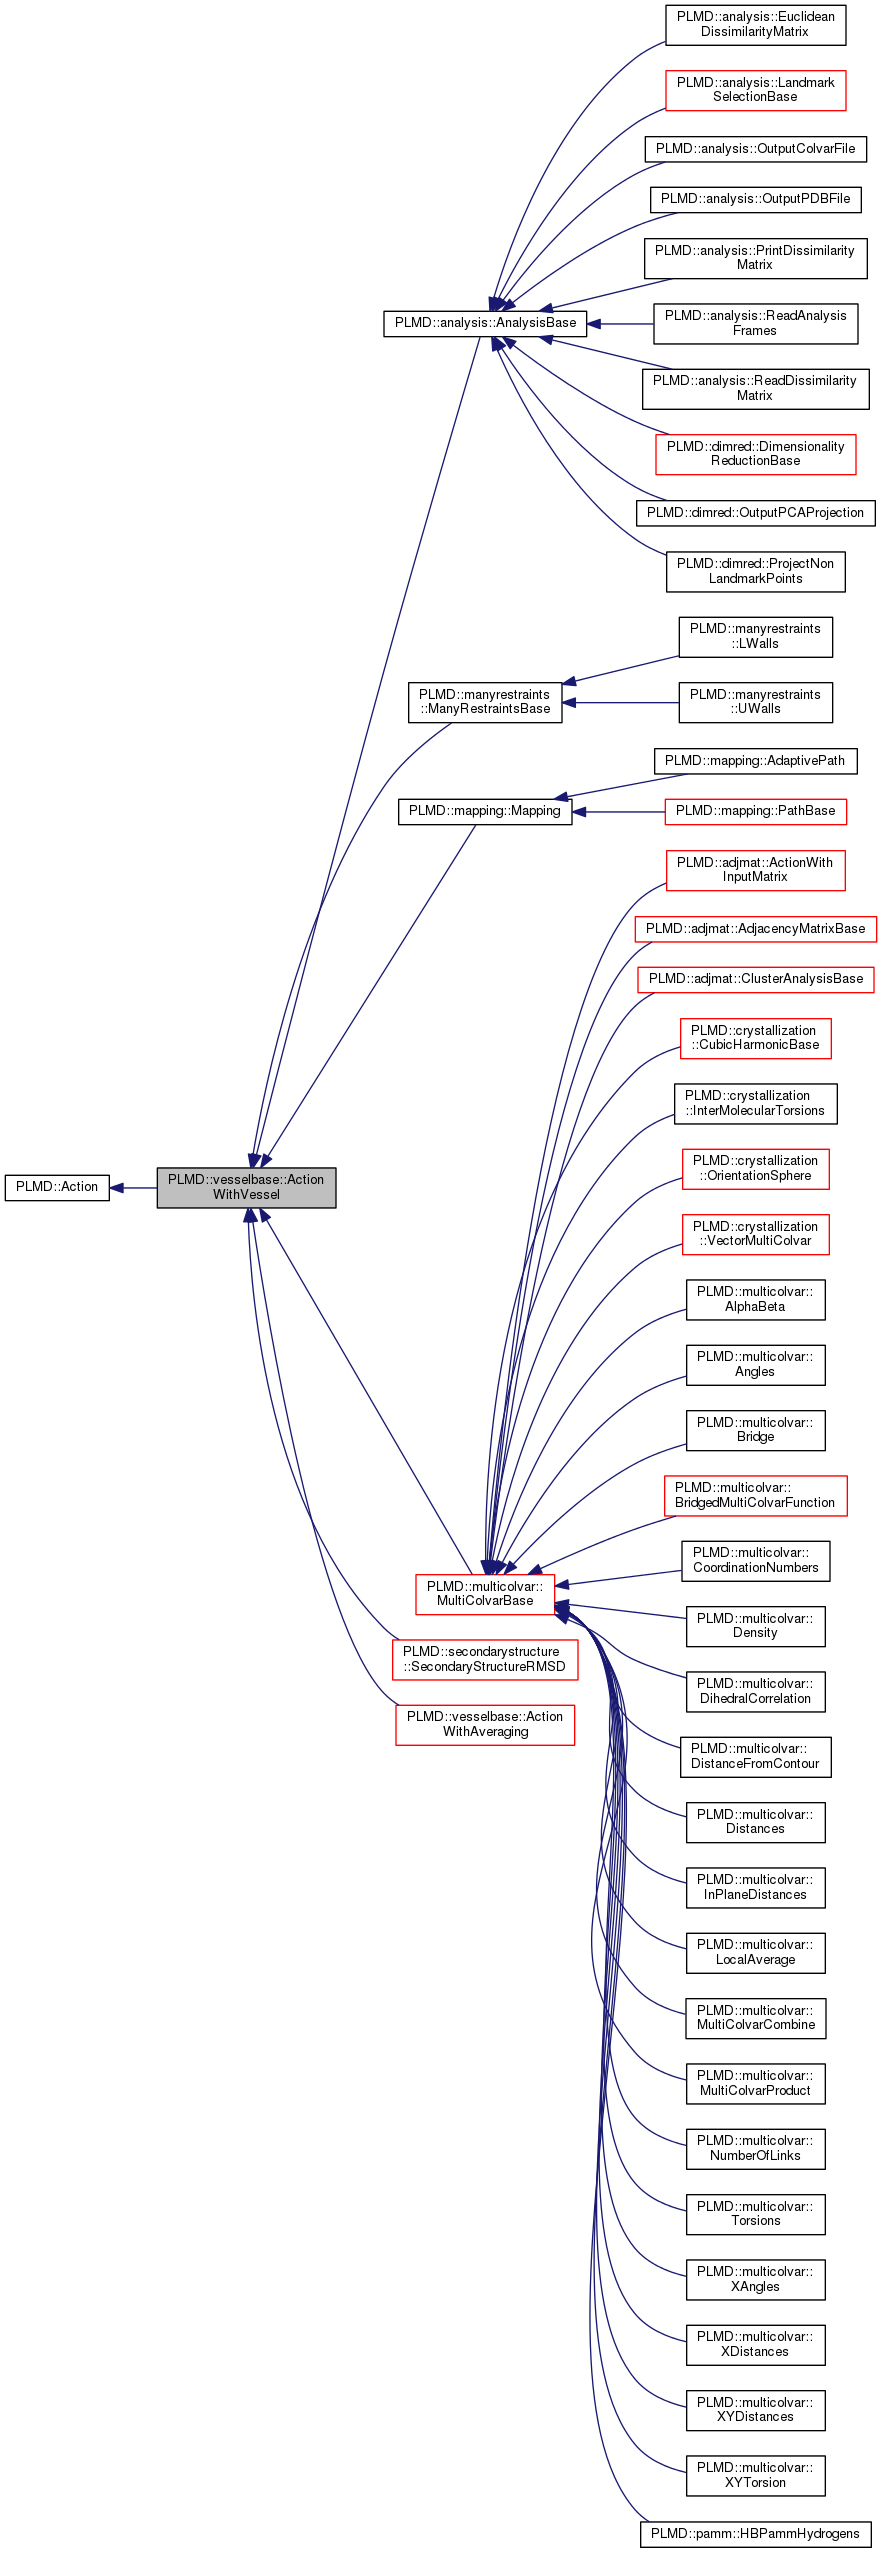 PLMD::analysis::Euclidean
DissimilarityMatrix
PLMD::analysis::Landmark
SelectionBase
PLMD::analysis::OutputColvarFile
PLMD::analysis::OutputPDBFile
PLMD::analysis::PrintDissimilarity
Matrix
PLMD::analysis::AnalysisBase
PLMD::analysis::ReadAnalysis
Frames
PLMD::analysis::ReadDissimilarity
Matrix
PLMD::dimred::Dimensionality
ReductionBase
PLMD::dimred::OutputPCAProjection
PLMD::dimred::ProjectNon
LandmarkPoints
PLMD::manyrestraints
::LWalls
PLMD::manyrestraints
::ManyRestraintsBase
PLMD::manyrestraints
::UWalls
PLMD::mapping::AdaptivePath
PLMD::mapping::Mapping
PLMD::mapping::PathBase
PLMD::adjmat::ActionWith
InputMatrix
PLMD::adjmat::AdjacencyMatrixBase
PLMD::adjmat::ClusterAnalysisBase
PLMD::crystallization
::CubicHarmonicBase
PLMD::crystallization
::InterMolecularTorsions
PLMD::Action
PLMD::vesselbase::Action
WithVessel
PLMD::crystallization
::OrientationSphere
PLMD::crystallization
::VectorMultiColvar
PLMD::multicolvar::
AlphaBeta
PLMD::multicolvar::
Angles
PLMD::multicolvar::
Bridge
PLMD::multicolvar::
BridgedMultiColvarFunction
PLMD::multicolvar::
CoordinationNumbers
PLMD::multicolvar::
MultiColvarBase
PLMD::multicolvar::
Density
PLMD::secondarystructure
::SecondaryStructureRMSD
PLMD::multicolvar::
DihedralCorrelation
PLMD::vesselbase::Action
WithAveraging
PLMD::multicolvar::
DistanceFromContour
PLMD::multicolvar::
Distances
PLMD::multicolvar::
InPlaneDistances
PLMD::multicolvar::
LocalAverage
PLMD::multicolvar::
MultiColvarCombine
PLMD::multicolvar::
MultiColvarProduct
PLMD::multicolvar::
NumberOfLinks
PLMD::multicolvar::
Torsions
PLMD::multicolvar::
XAngles
PLMD::multicolvar::
XDistances
PLMD::multicolvar::
XYDistances
PLMD::multicolvar::
XYTorsion
PLMD::pamm::HBPammHydrogens